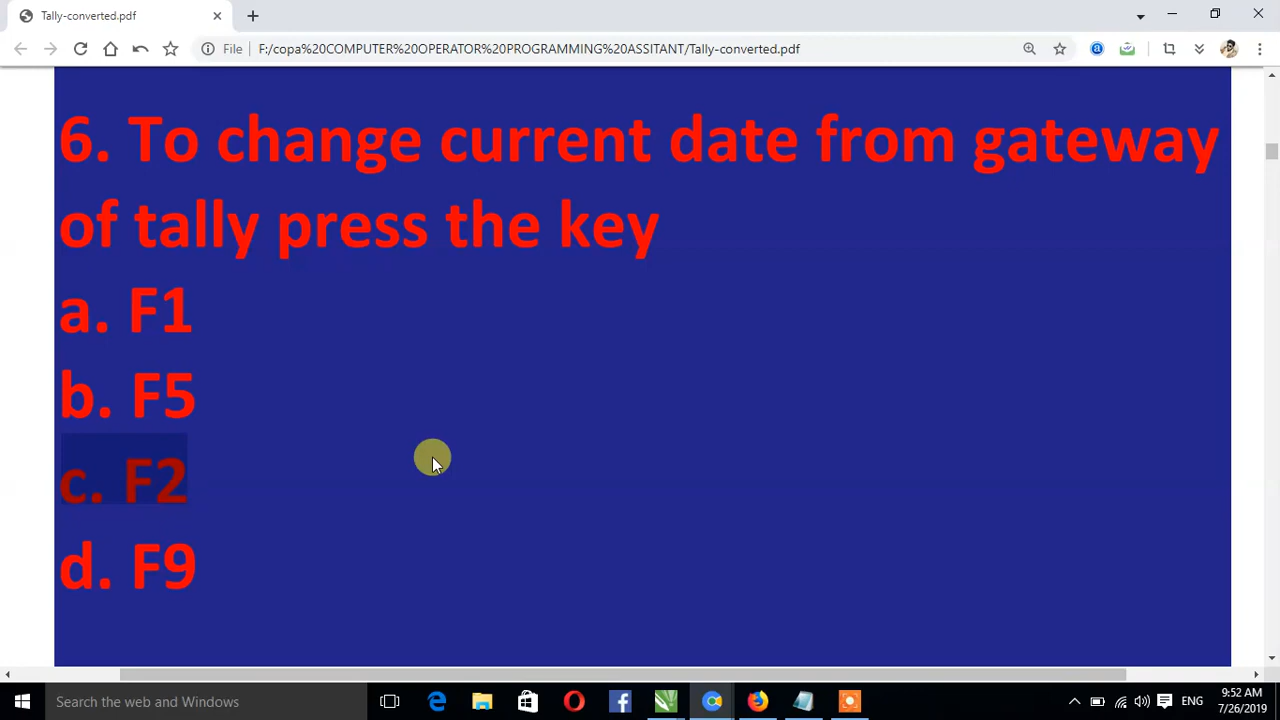 Tally-converted.pdf
File
F:/copa%20COMPUTER%20OPERATOR%20PROGRAMMING%20ASSITANT/Tally-converted.pdf
6. To change current date from gateway
of tally press the key
a. F1
b. F5
c. F2
d. F9
Search the web and Windows
ENG
9:52 AM
7/26/2019